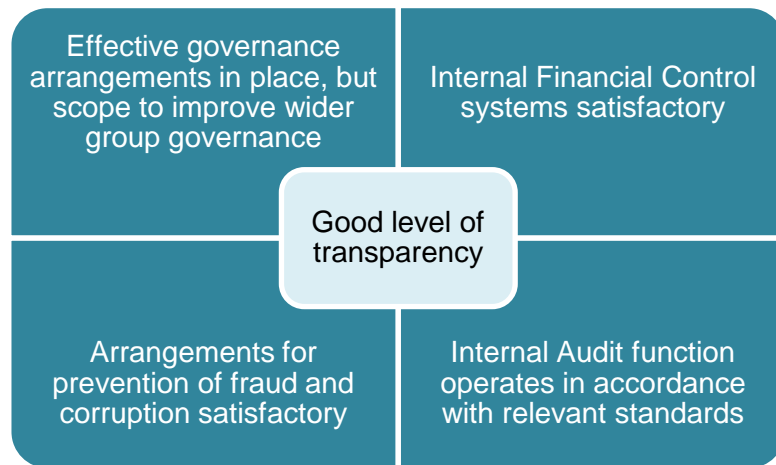 Effective governance
arrangements in place, but
scope to improve wider
group governance
Internal Financial Control
systems satisfactory
Good level of
transparency
Arrangements for
prevention of fraud and
corruption satisfactory
Internal Audit function
operates in accordance
with relevant standards